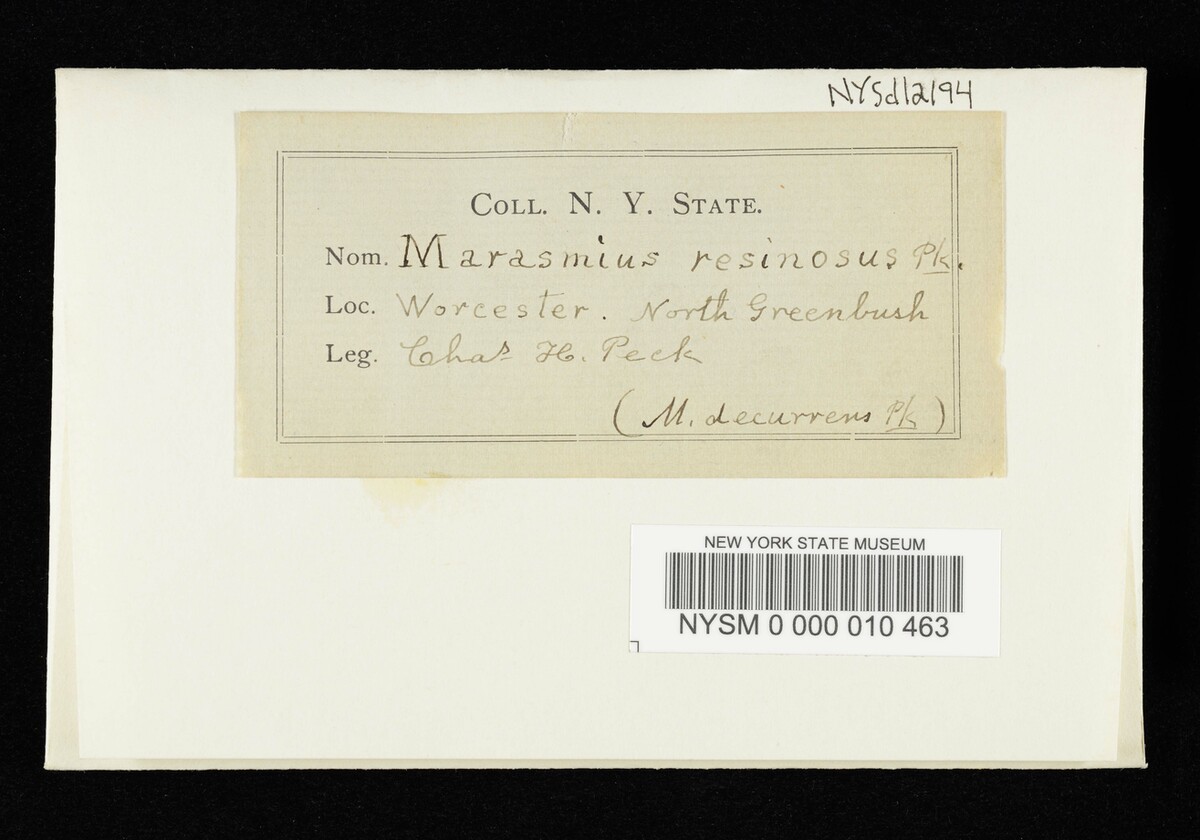 NYSd12194
COLL. N. Y. STATE.
Nom. Marasmius resinosus Pk.
Loc. Worcester. North Greenbush
Leg. Chas H. Peck
(M. decurrens Pk)
NEW YORK STATE MUSEUM
NYSM 0 000 010 463